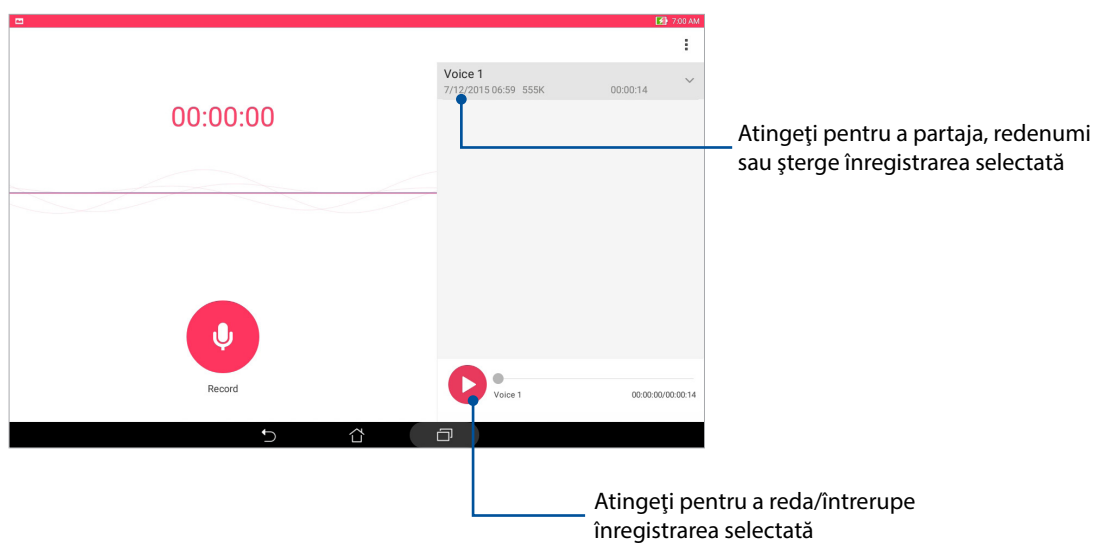 7:00 AM
Voice 1
7/12/2015 06:59 555K 00:00:14
00:00:00
Atingeţi pentru a partaja, redenumi
sau şterge înregistrarea selectată
Record
Voice 1 00:00:00/00:00:14
Atingeţi pentru a reda/întrerupe
înregistrarea selectată